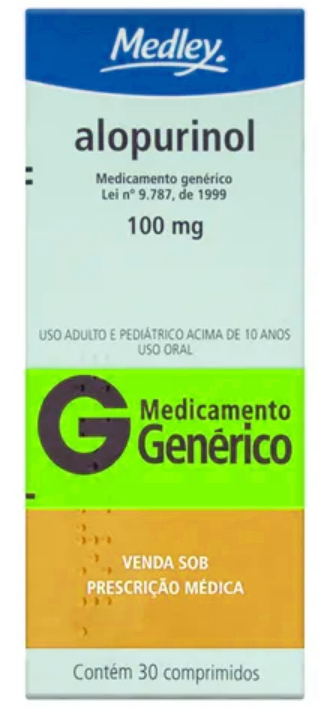 Medley.
alopurinol
Medicamento genérico
Lei nº 9.787, de 1999
100 mg
USO ADULTO E PEDIÁTRICO ACIMA DE 10 ANOS
USO ORAL
G Medicamento
Genérico
VENDA SOB
PRESCRIÇÃO MÉDICA
Contém 30 comprimidos